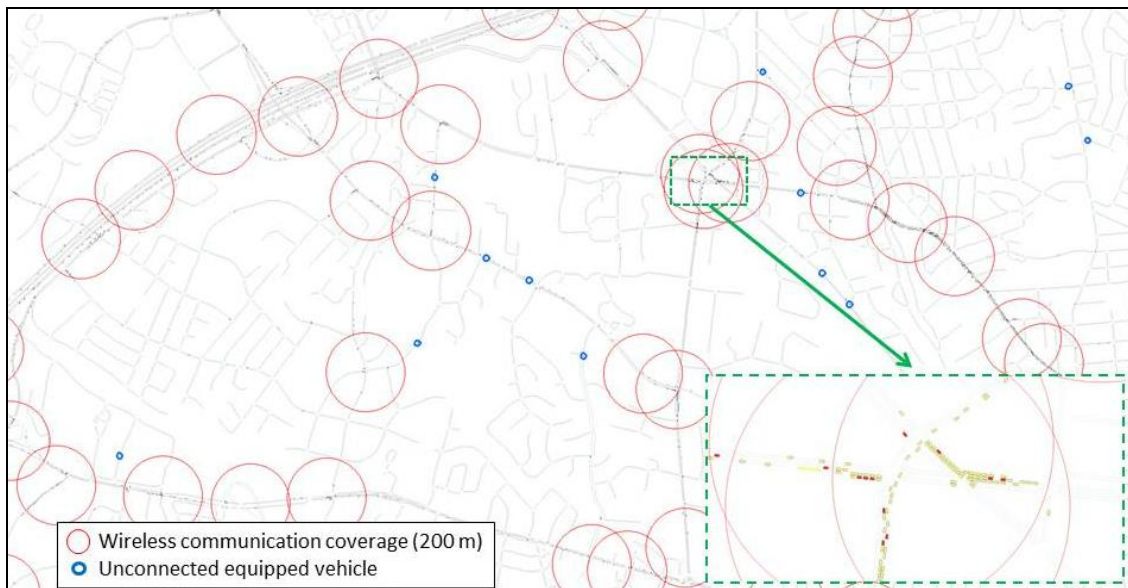 Wireless communication coverage (200 m)
Unconnected equipped vehicle